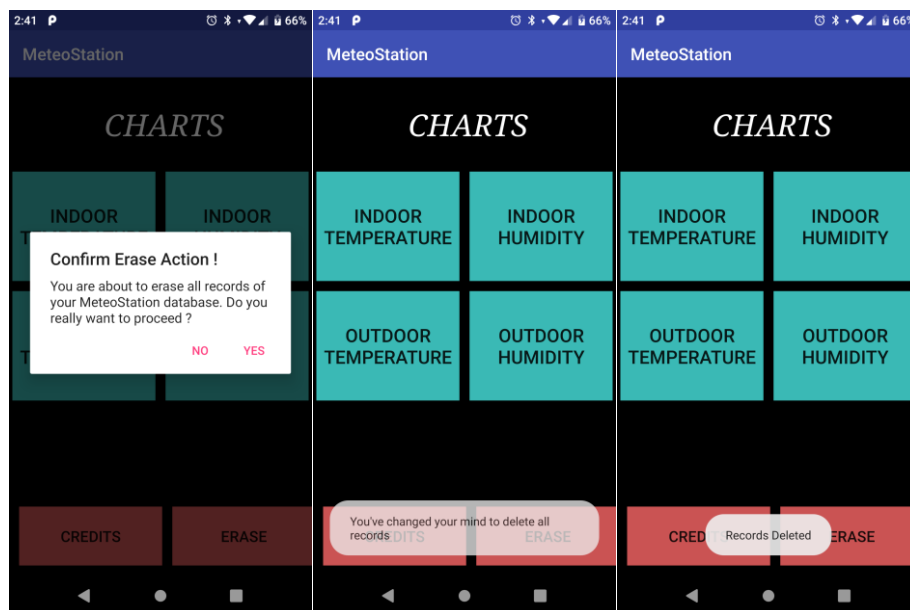 2:41 P 66%
MeteoStation
CHARTS
INDOOR
INDOOR
Confirm Erase Action !
You are about to erase all records of
your MeteoStation database. Do you
really want to proceed ?
NO YES
CREDITS
ERASE
2:41 P 66%
MeteoStation
CHARTS
INDOOR
TEMPERATURE
INDOOR
HUMIDITY
OUTDOOR
TEMPERATURE
OUTDOOR
HUMIDITY
You've changed your mind to delete all
records
ERASE
2:41 P 66%
MeteoStation
CHARTS
INDOOR
TEMPERATURE
INDOOR
HUMIDITY
OUTDOOR
TEMPERATURE
OUTDOOR
HUMIDITY
CRED
Records Deleted
ERASE